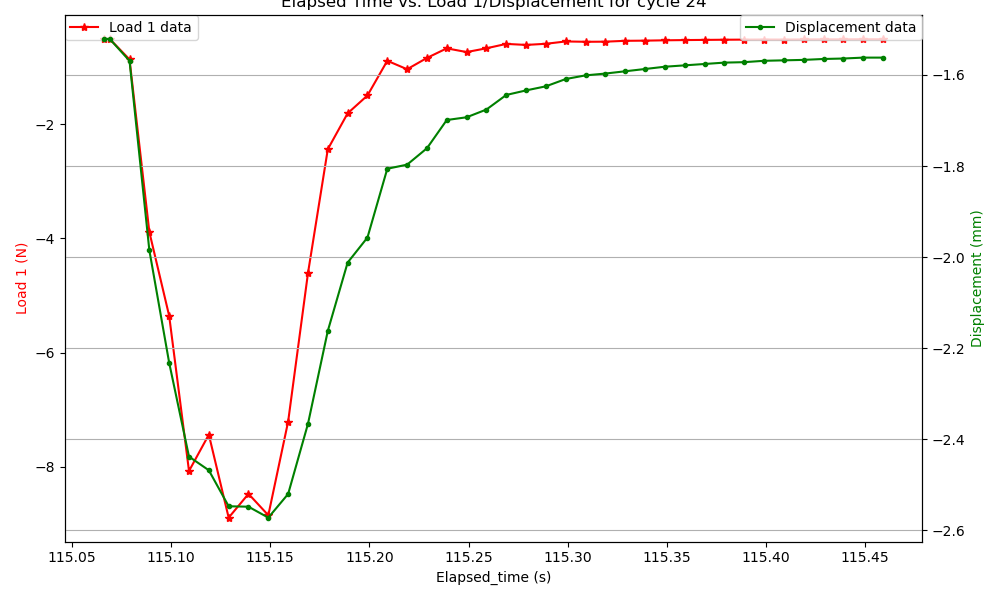 Elapsed Time vs. Load 1/Displacement for cycle 24
Load 1 data
Displacement data
−2
−4
−6
−8
Load 1 (N)
−1.6
−1.8
−2.0
−2.2
−2.4
−2.6
Displacement (mm)
115.05 115.10 115.15 115.20 115.25 115.30 115.35 115.40 115.45
Elapsed_time (s)